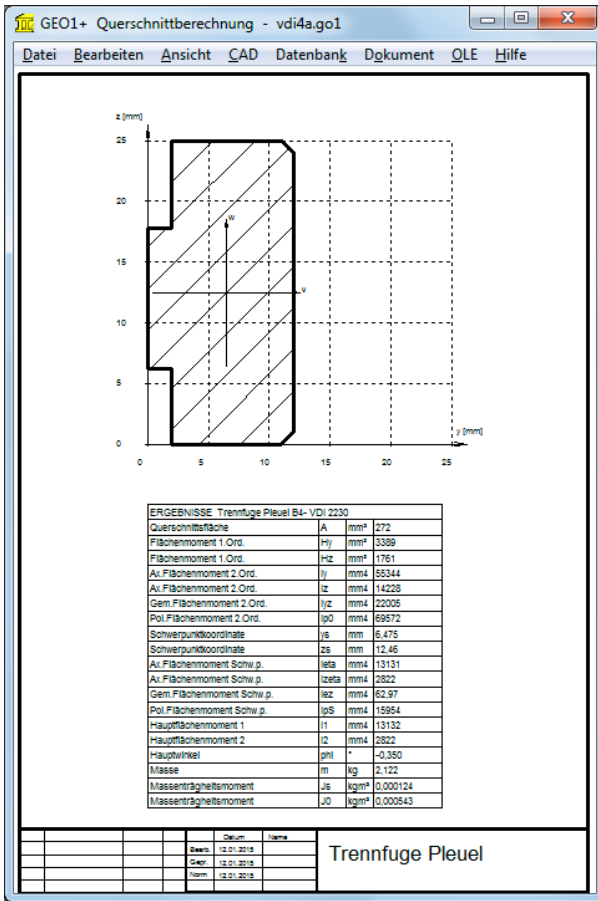 GEO1+ Querschnittberechnung - vdi4a.go1
Datei Bearbeiten Ansicht CAD Datenbank Dokument OLE Hilfe
z [mm]
25
20
w
15
v
10
5
y [mm]
0
0 5 10 15 20 25
ERGEBNISSE Trennfuge Pleuel B4- VDI 2230
Querschnittsfläche A mm² 272
Flächenmoment 1.Ord. Hy mm³ 3389
Flächenmoment 1.Ord. Hz mm³ 1761
Ax.Flächenmoment 2.Ord. Iy mm4 55344
Ax.Flächenmoment 2.Ord. Iz mm4 14228
Gem.Flächenmoment 2.Ord. Iyz mm4 22005
Pol.Flächenmoment 2.Ord. Ip0 mm4 69572
Schwerpunktkoordinate ys mm 6,475
Schwerpunktkoordinate zs mm 12,46
Ax.Flächenmoment Schw.p. Ieta mm4 13131
Ax.Flächenmoment Schw.p. Izeta mm4 2822
Gem.Flächenmoment Schw.p. Iez mm4 62,97
Pol.Flächenmoment Schw.p. IpS mm4 15954
Hauptflächenmoment 1 I1 mm4 13132
Hauptflächenmoment 2 I2 mm4 2822
Hauptwinkel phi ° -0,350
Masse m kg 2,122
Massenträgheitsmoment Js kgm² 0,000124
Massenträgheitsmoment J0 kgm² 0,000543
Datum Name
Bearb. 12.01.2015
Gepr. 12.01.2015
Norm 12.01.2015
Trennfuge Pleuel